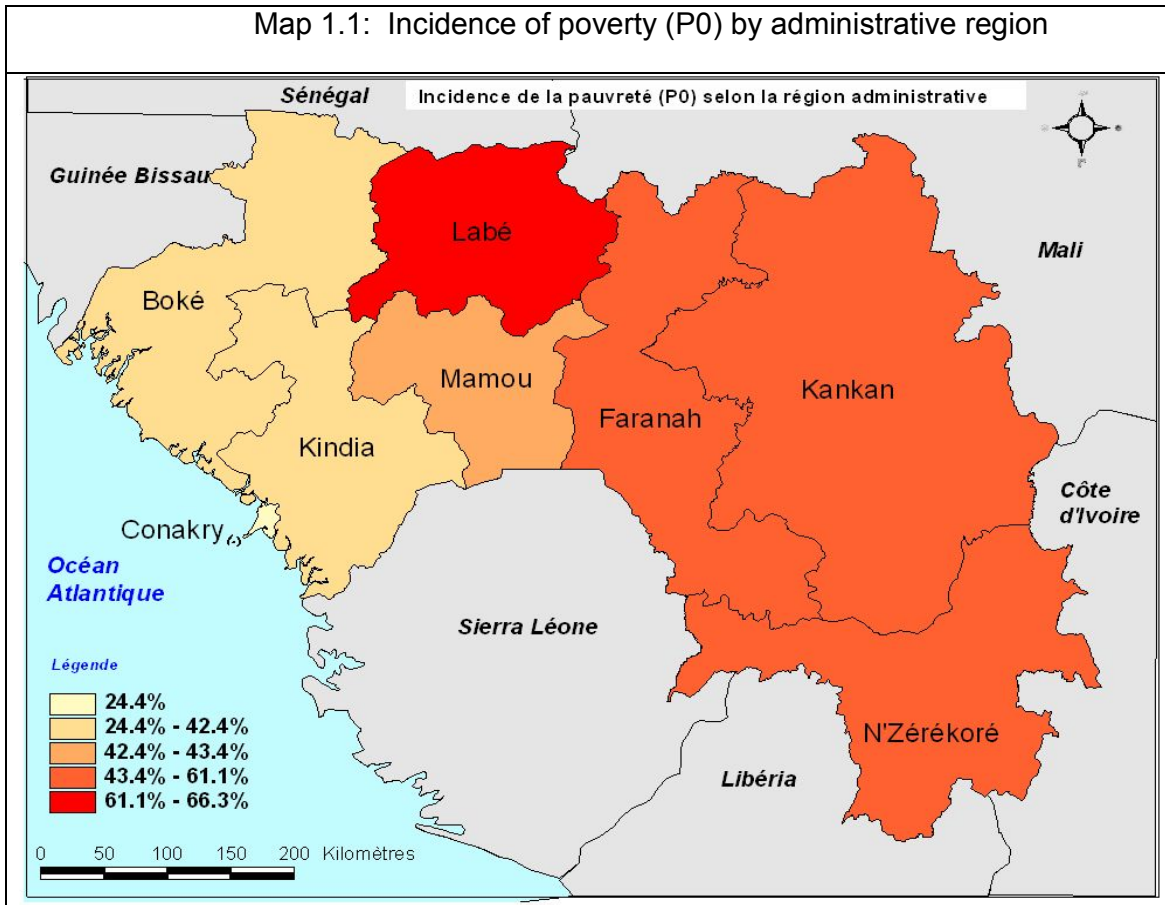 Map 1.1: Incidence of poverty (P0) by administrative region
Incidence de la pauvreté (P0) selon la région administrative
Sénégal
Guinée Bissau
Labé
Mali
Boké
Mamou
Kankan
Faranah
Kindia
Côte
d'Ivoire
Conakry
Océan
Atlantique
Sierra Léone
Légende
24.4%
24.4% - 42.4%
42.4% - 43.4%
43.4% - 61.1%
61.1% - 66.3%
N'Zérékoré
Libéria
0 50 100 150 200 Kilomètres